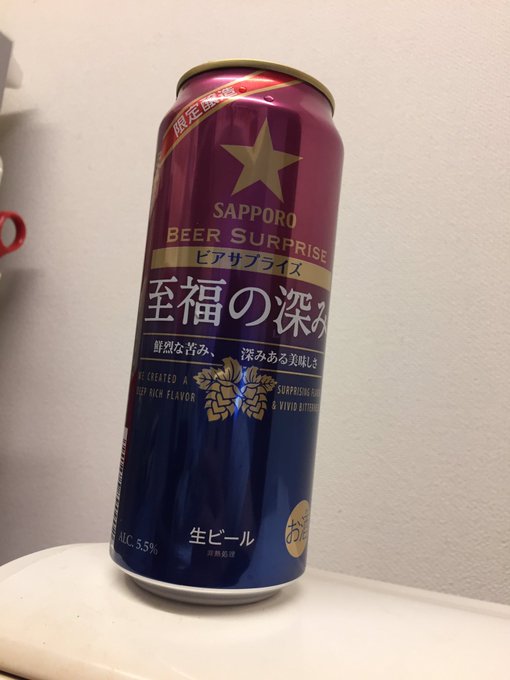 限定醸造
SAPPORO
BEER SURPRISE
ビアサプライズ
至福の深み
鮮烈な苦み、 深みある美味しさ
WE CREATED A
DEEP RICH FLAVOR
SURPRISING
& VIVID
生ビール
非熱処理
お酒
ALC. 5.5%